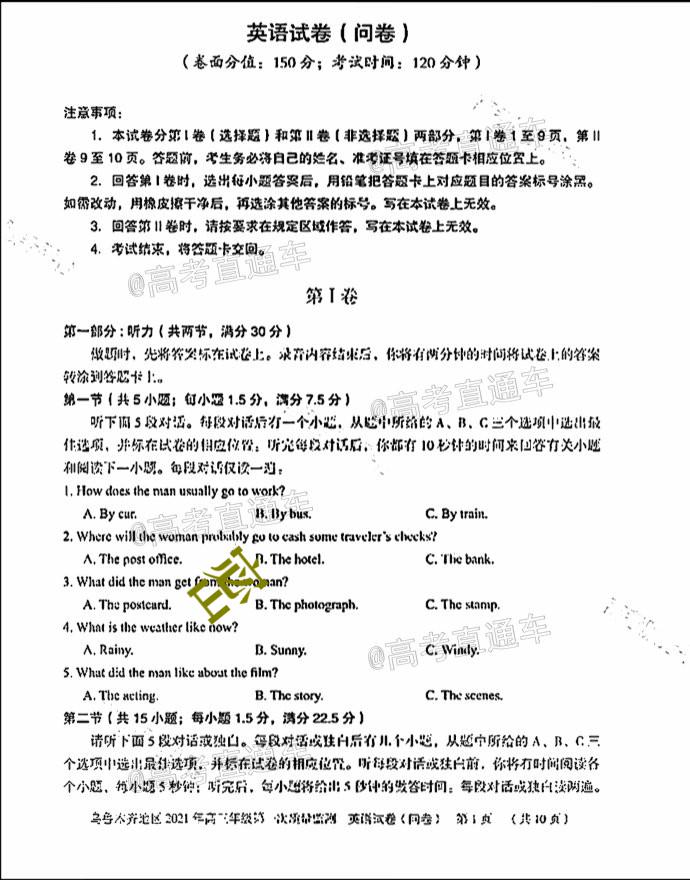 英语试卷（问卷）
（卷面分值：150分；考试时间：120分钟）
注意事项：
1．本试卷分第Ⅰ卷（选择题）和第Ⅱ卷（非选择题）两部分，第Ⅰ卷1至9页，第Ⅱ
卷9至10页。答题前，考生务必将自己的姓名、准考证号填在答题卡相应位置上。
2．回答第Ⅰ卷时，选出每小题答案后，用铅笔把答题卡上对应题目的答案标号涂黑。
如需改动，用橡皮擦干净后，再选涂其他答案的标号。写在本试卷上无效。
3．回答第Ⅱ卷时，请按要求在规定区域作答，写在本试卷上无效。
4．考试结束，将答题卡交回。
@高考直通车
第Ⅰ卷
第一部分：听力（共两节，满分30分）
做题时，先将答案标在试卷上。录音内容结束后，你将有两分钟的时间将试卷上的答案
转涂到答题卡上。
@高考直通车
第一节（共5小题；每小题1.5分，满分7.5分）
听下面5段对话。每段对话后有一个小题，从题中所给的A、B、C三个选项中选出最
佳选项，并标在试卷的相应位置。听完每段对话后，你都有10秒钟的时间来回答有关小题
和阅读下一小题。每段对话仅读一遍。
1. How does the man usually go to work?
A. By car. B. By bus. C. By train.
@高考直通车
2. Where will the woman probably go to cash some traveler's checks?
A. The post office. B. The hotel. C. The bank.
3. What did the man get from the woman?
A. The postcard. B. The photograph. C. The stamp.
4. What is the weather like now?
A. Rainy. B. Sunny. C. Windy.
@高考直通车
5. What did the man like about the film?
A. The acting. B. The story. C. The scenes.
第二节（共15小题；每小题1.5分，满分22.5分）
请听下面5段对话或独白。每段对话或独白后有几个小题，从题中所给的A、B、C三
个选项中选出最佳选项，并标在试卷的相应位置。听每段对话或独白前，你将有时间阅读各
个小题，每小题5秒钟；听完后，每小题将给出5秒钟的做答时间。每段对话或独白读两遍。
乌鲁木齐地区2021年高三年级第一次质量监测 英语试卷（问卷） 第1页 （共10页）